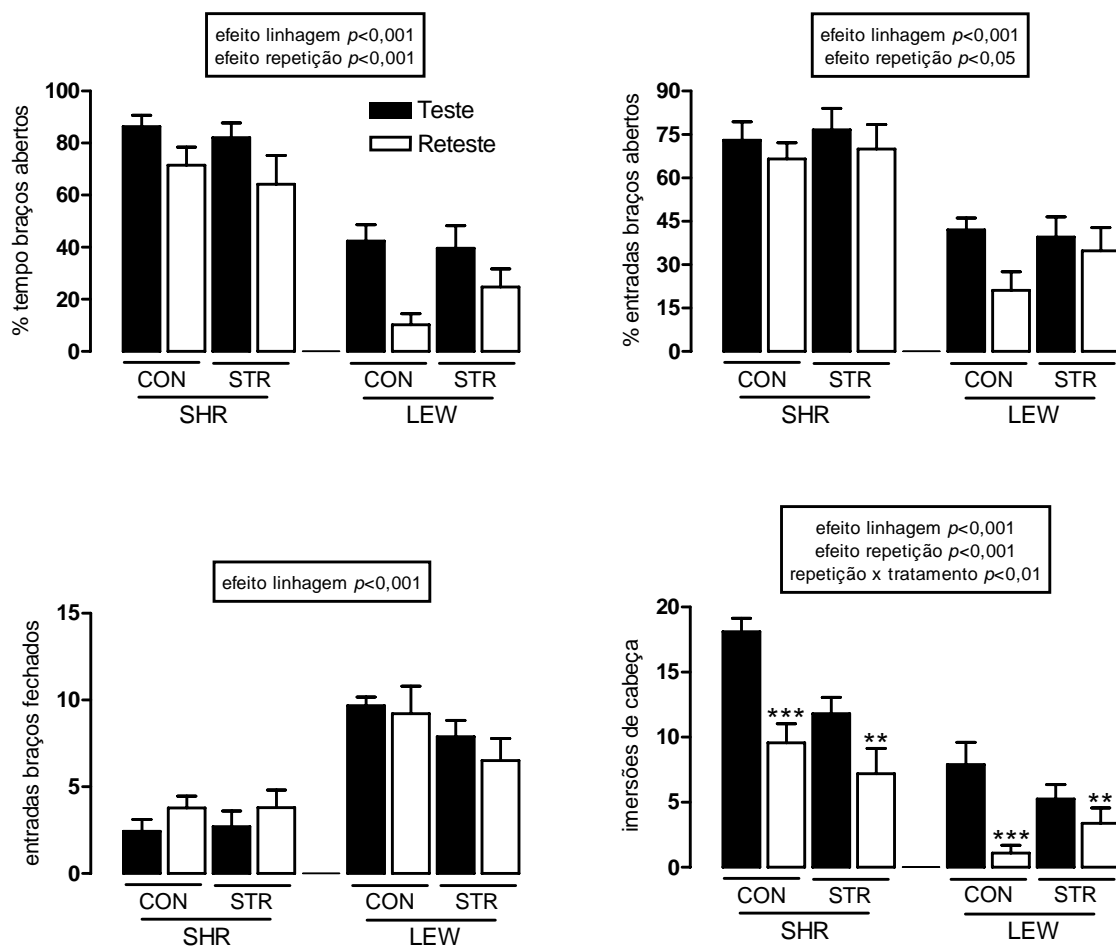 efeito linhagem p<0,001
efeito repetição p<0,001
% tempo braços abertos
100
80
60
40
20
0
Teste
Reteste
CON STR CON STR
SHR LEW
efeito linhagem p<0,001
efeito repetição p<0,05
% entradas braços abertos
90
75
60
45
30
15
0
CON STR CON STR
SHR LEW
efeito linhagem p<0,001
entradas braços fechados
15
10
5
0
CON STR CON STR
SHR LEW
efeito linhagem p<0,001
efeito repetição p<0,001
repetição x tratamento p<0,01
imersões de cabeça
20
15
10
5
0
***
**
***
**
CON STR CON STR
SHR LEW